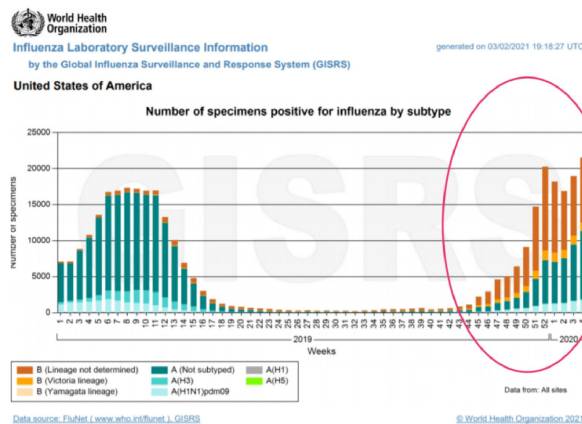 World Health
Organization
Influenza Laboratory Surveillance Information
generated on 03/02/2021 19:18:27 UTC
by the Global Influenza Surveillance and Response System (GISRS)
United States of America
Number of specimens positive for influenza by subtype
GISRS
Number of specimens
25000
20000
15000
10000
5000
0
1 2 3 4 5 6 7 8 9 10 11 12 13 14 15 16 17 18 19 20 21 22 23 24 25 26 27 28 29 30 31 32 33 34 35 36 37 38 39 40 41 42 43 44 45 46 47 48 49 50 51 52 1 2 3
2019 2020
Weeks
B (Lineage not determined) A (Not subtyped) A(H1)
B (Victoria lineage) A(H3) A(H5)
B (Yamagata lineage) A(H1N1)pdm09
Data from: All sites
Data source: FluNet ( www.who.int/flunet ), GISRS
© World Health Organization 2021